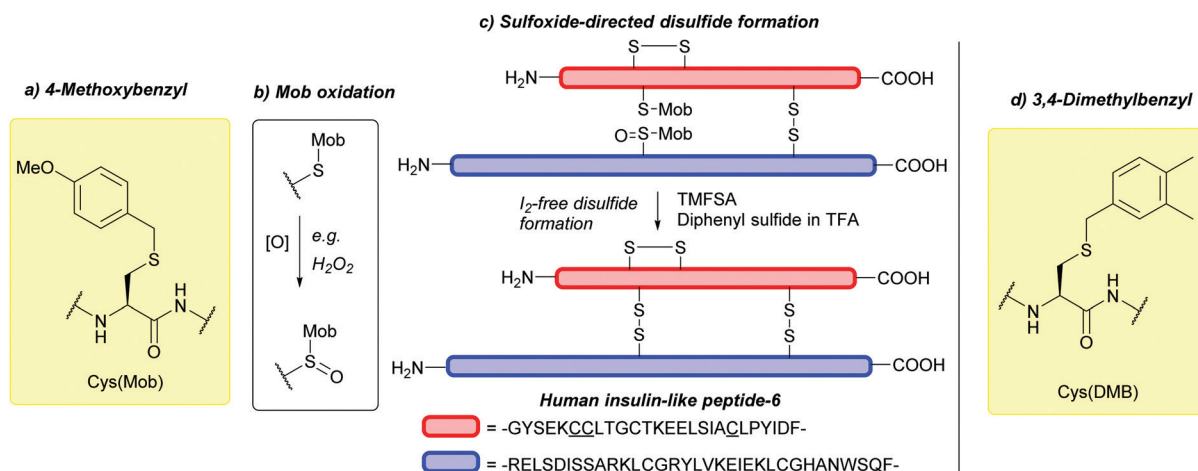 a) 4-Methoxybenzyl
MeO
S
N
H
O
H
N
Cys(Mob)
b) Mob oxidation
Mob
S
[O]
e.g.
H2O2
Mob
S
O
c) Sulfoxide-directed disulfide formation
S S
H2N COOH
S-Mob
S
S
O=S-Mob
H2N COOH
I2-free disulfide
formation
TMFSA
Diphenyl sulfide in TFA
S S
H2N COOH
S
S
S
S
H2N COOH
Human insulin-like peptide-6
= -GYSEKCCLTGCTKEELSIACLPYIDF-
= -RELSDISSARKLCGRYLVKEIEKLCGHANWSQF-
d) 3,4-Dimethylbenzyl
S
N
H
O
H
N
Cys(DMB)